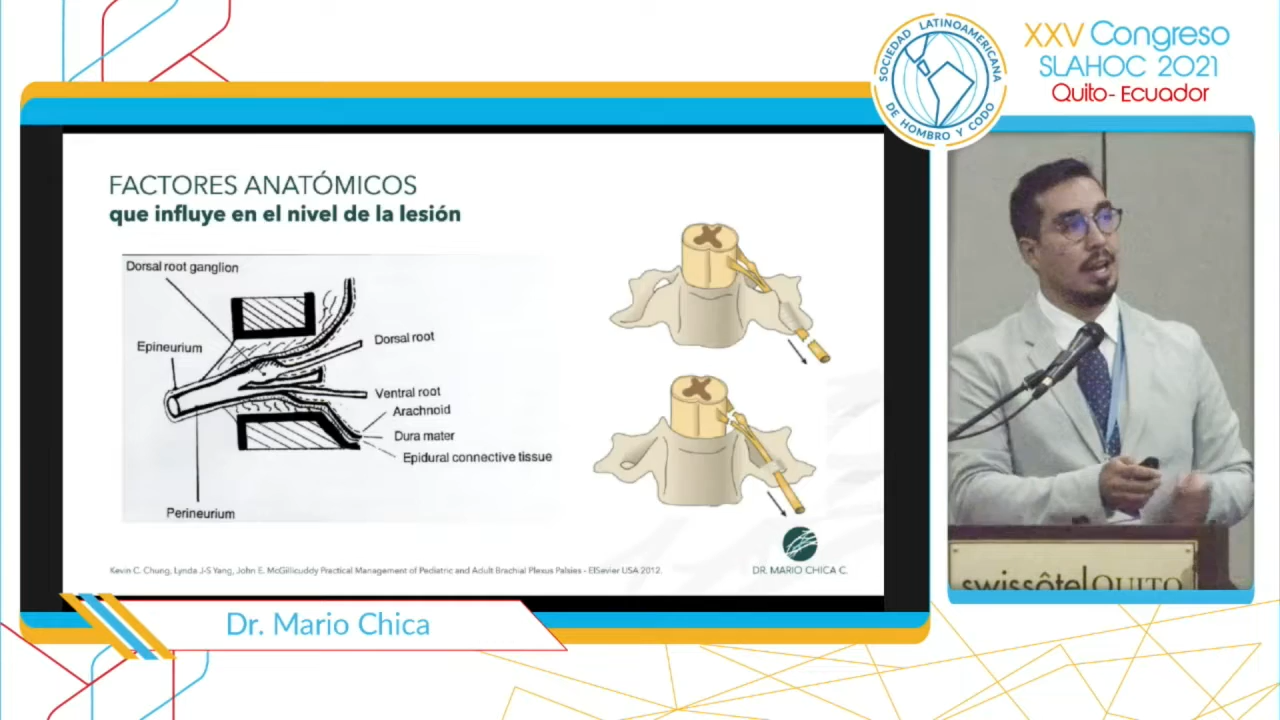 SOCIEDAD LATINOAMERICANA
DE HOMBRO Y CODO
XXV Congreso
SLAHOC 2021
Quito- Ecuador
FACTORES ANATÓMICOS
que influye en el nivel de la lesión
Dorsal root ganglion
Epineurium
Dorsal root
Ventral root
Arachnoid
Dura mater
Epidural connective tissue
Perineurium
Kevin C. Chung, Lynda J-S Yang, John E. McGillicuddy Practical Management of Pediatric and Adult Brachial Plexus Palsies - ElSevier USA 2012.
DR. MARIO CHICA C.
swissôtel QUITO
Dr. Mario Chica